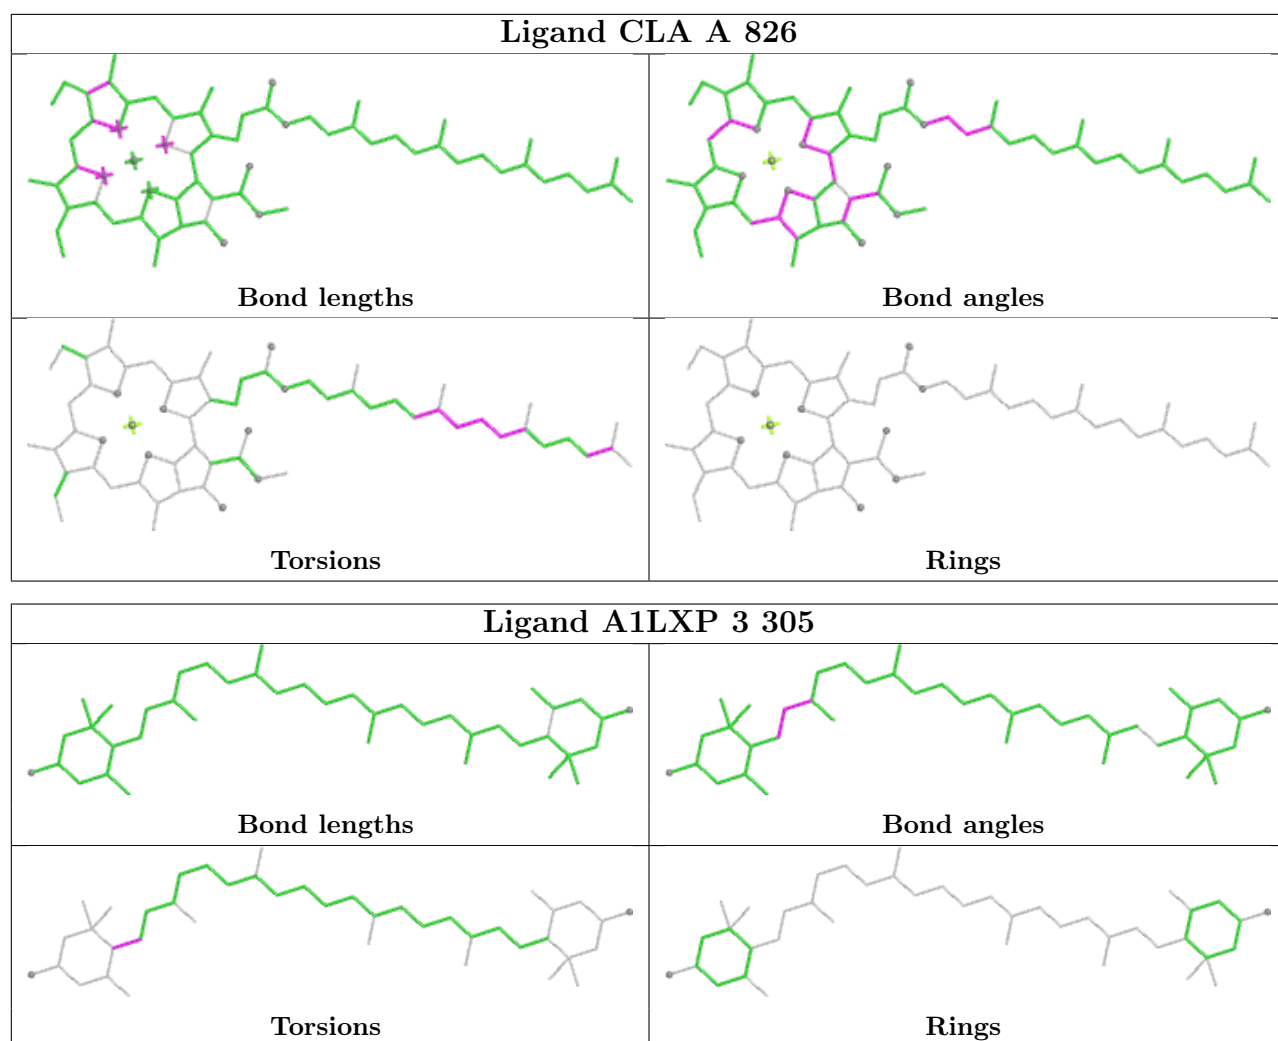 Ligand CLA A 826
Bond lengths
Bond angles
Torsions
Rings
Ligand A1LXP 3 305
Bond lengths
Bond angles
Torsions
Rings